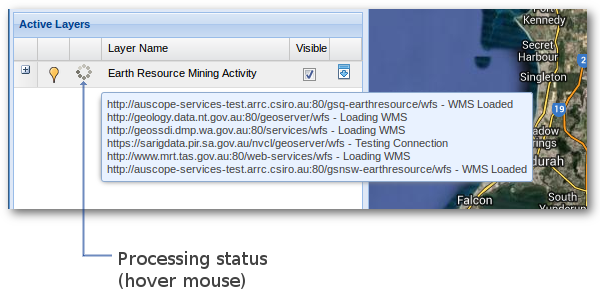 Active Layers
Layer Name Visible
Earth Resource Mining Activity
http://auscope-services-test.arrc.csiro.au:80/gsq-earthresource/wfs - WMS Loaded
http://geology.data.nt.gov.au:80/geoserver/wfs - Loading WMS
http://geossdi.dmp.wa.gov.au:80/services/wfs - Loading WMS
https://sarigdata.pir.sa.gov.au/nvcl/geoserver/wfs - Testing Connection
http://www.mrt.tas.gov.au:80/web-services/wfs - Loading WMS
http://auscope-services-test.arrc.csiro.au:80/gsnsw-earthresource/wfs - WMS Loaded
Kennedy
Secret
Harbour
2
Singleton
adow
rings
durah
1
Falcon
South
Yunderup
Processing status
(hover mouse)